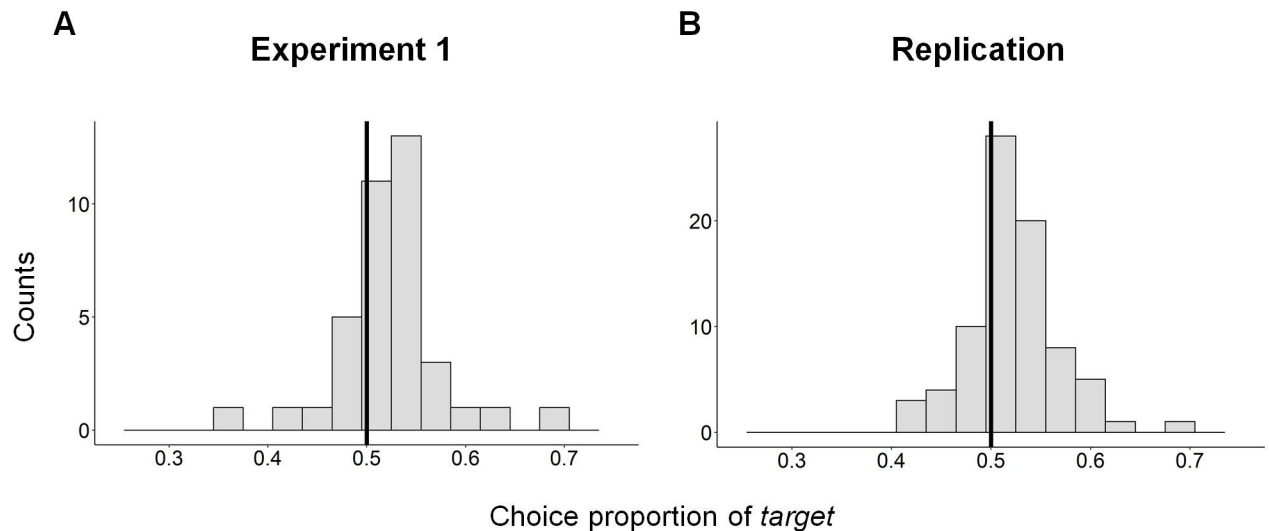 A
Experiment 1
B
Replication
Counts
10
5
0
0.3 0.4 0.5 0.6 0.7
20
10
0
0.3 0.4 0.5 0.6 0.7
Choice proportion of target